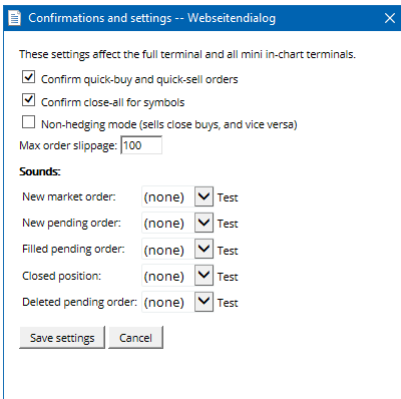 Confirmations and settings -- Webseitendialog
These settings affect the full terminal and all mini in-chart terminals.
Confirm quick-buy and quick-sell orders
Confirm close-all for symbols
Non-hedging mode (sells close buys, and vice versa)
Max order slippage: 100
Sounds:
New market order: (none) Test
New pending order: (none) Test
Filled pending order: (none) Test
Closed position: (none) Test
Deleted pending order: (none) Test
Save settings Cancel